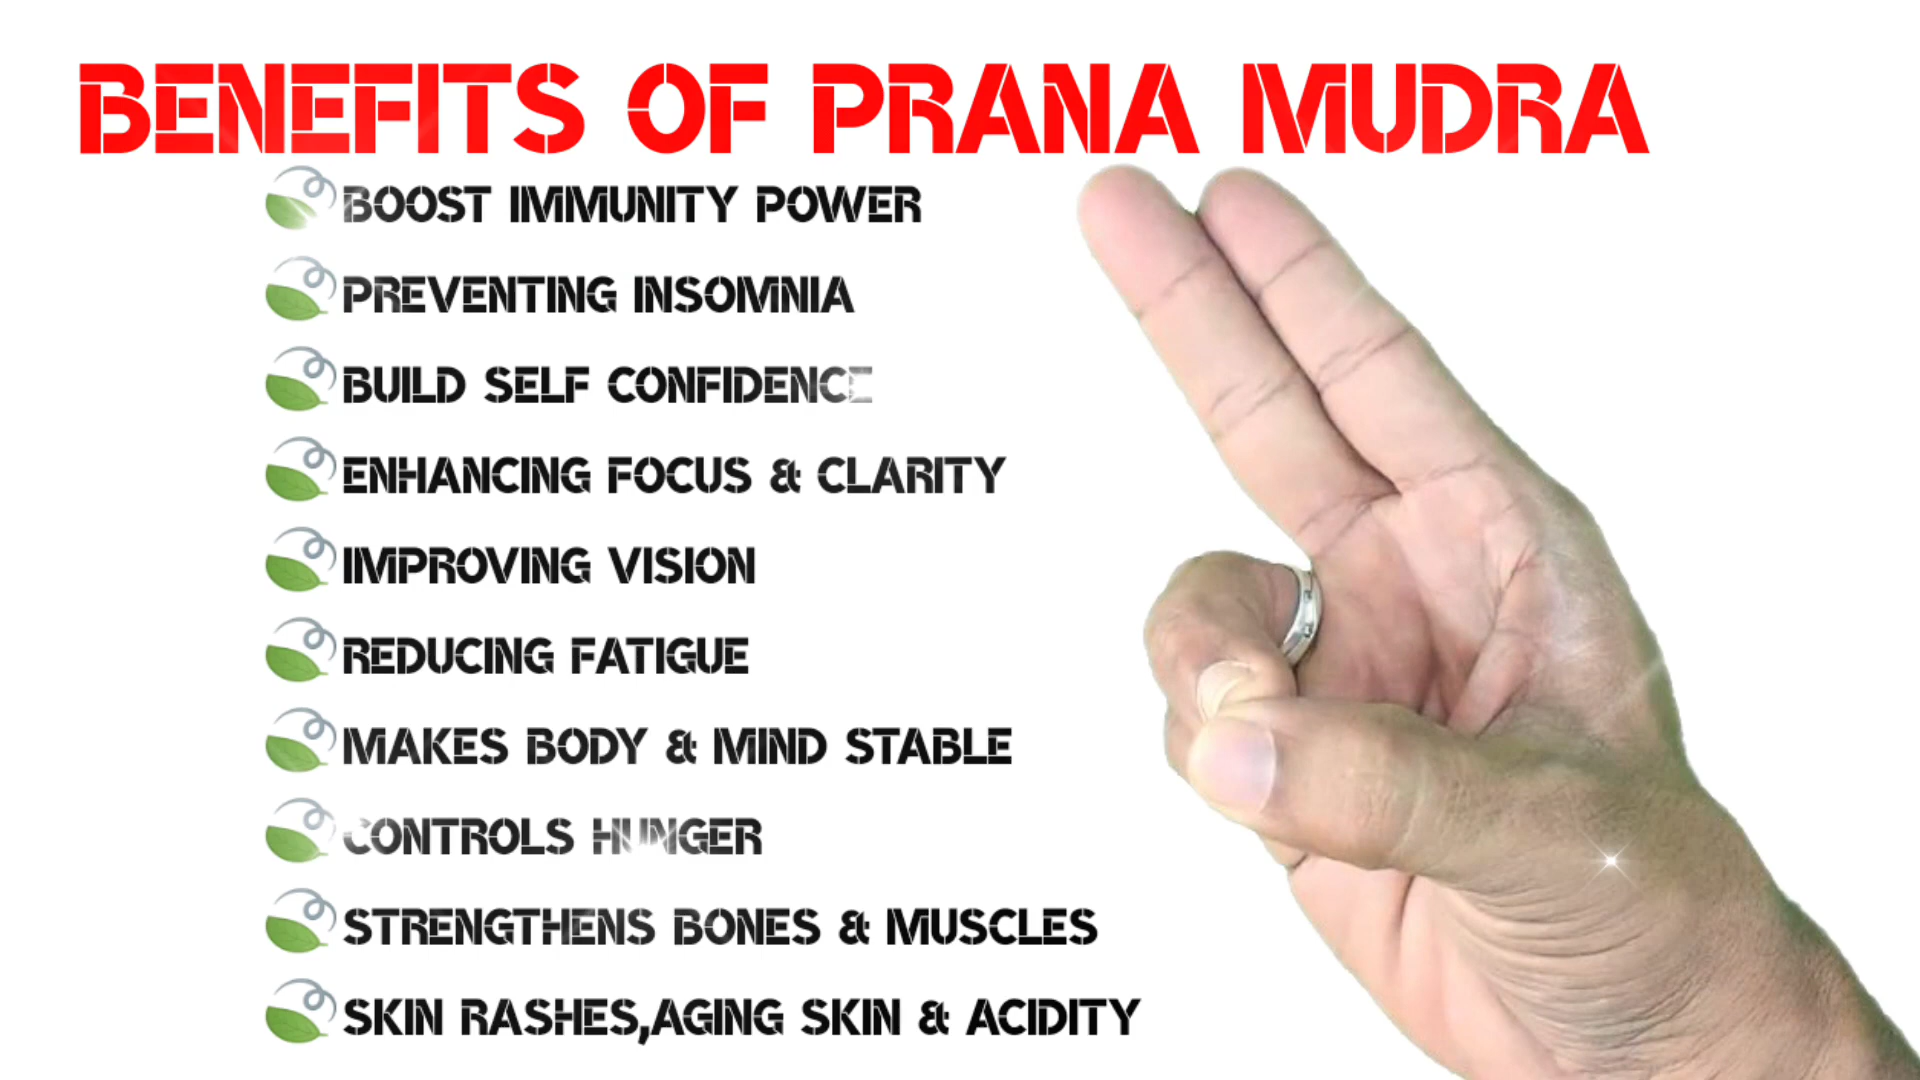 BENEFITS OF PRANA MUDRA
BOOST IMMUNITY POWER
PREVENTING INSOMNIA
BUILD SELF CONFIDENCE
ENHANCING FOCUS & CLARITY
IMPROVING VISION
REDUCING FATIGUE
MAKES BODY & MIND STABLE
CONTROLS HUNGER
STRENGTHENS BONES & MUSCLES
SKIN RASHES,AGING SKIN & ACIDITY